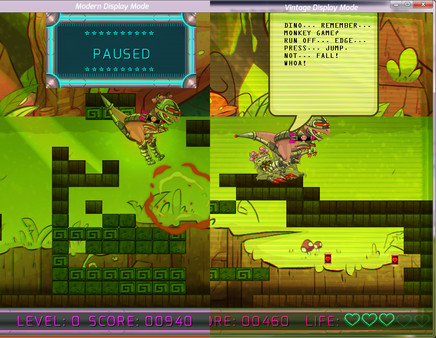 Modern Display Mode
Vintage Display Mode
PAUSED
DINO... REMEMBER...
MONKEY GAME?
RUN OFF... EDGE...
PRESS... JUMP.
NOT... FALL!
WHOA!
LEVEL: 0 SCORE: 00940
ORE: 00460 LIFE: